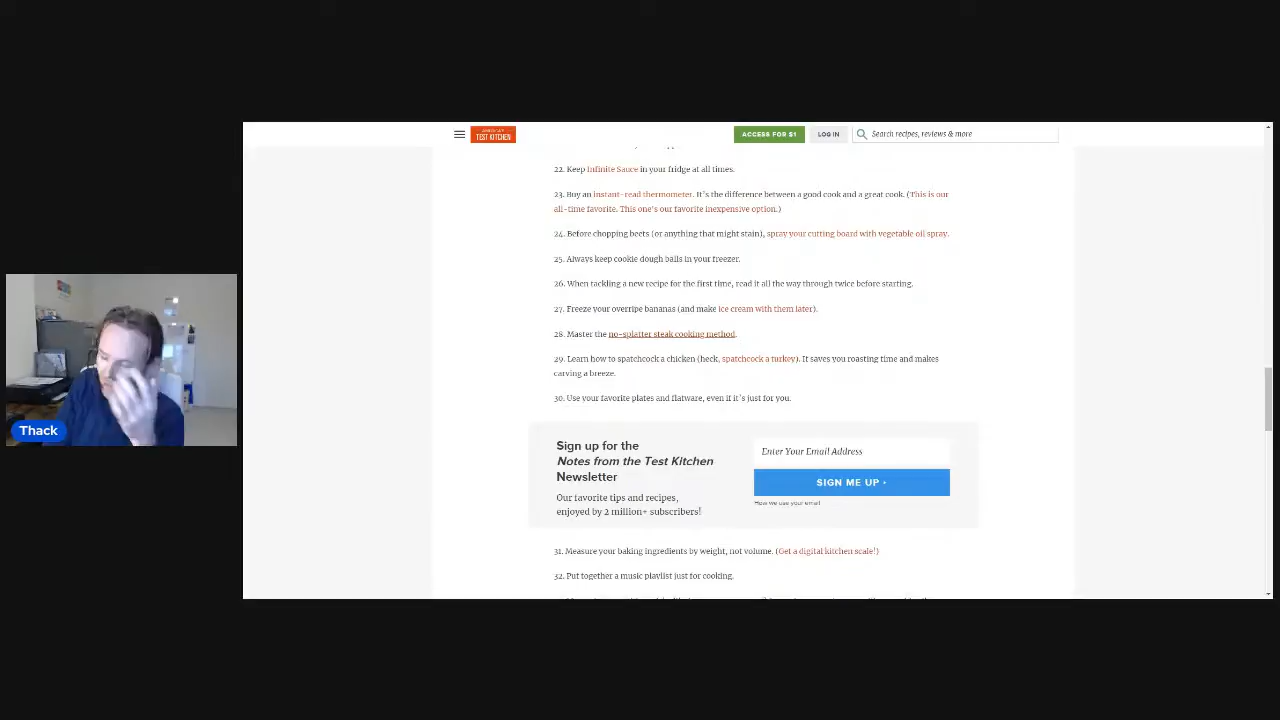 AMERICA'S
TEST KITCHEN
ACCESS FOR $1
LOG IN
Search recipes, reviews & more
22. Keep Infinite Sauce in your fridge at all times.
23. Buy an instant-read thermometer. It's the difference between a good cook and a great cook. (This is our
all-time favorite. This one's our favorite inexpensive option.)
24. Before chopping beets (or anything that might stain), spray your cutting board with vegetable oil spray.
25. Always keep cookie dough balls in your freezer.
26. When tackling a new recipe for the first time, read it all the way through twice before starting.
27. Freeze your overripe bananas (and make ice cream with them later).
28. Master the no-splatter steak cooking method.
29. Learn how to spatchcock a chicken (heck, spatchcock a turkey). It saves you roasting time and makes
carving a breeze.
30. Use your favorite plates and flatware, even if it's just for you.
Sign up for the
Notes from the Test Kitchen
Newsletter
Our favorite tips and recipes,
enjoyed by 2 million+ subscribers!
Enter Your Email Address
SIGN ME UP
How we use your email
31. Measure your baking ingredients by weight, not volume. (Get a digital kitchen scale!)
32. Put together a music playlist just for cooking.
Thack